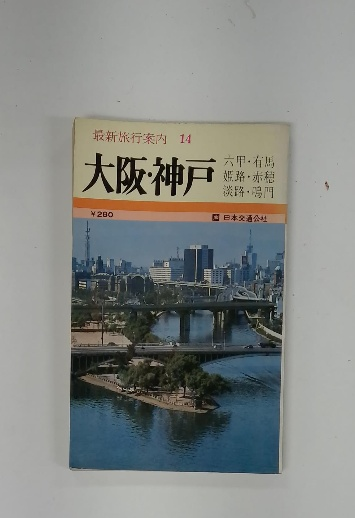 最新旅行案内 14
大阪・神戸
六甲・有馬
姫路・赤穂
淡路・鳴門
¥280
日本交通公社